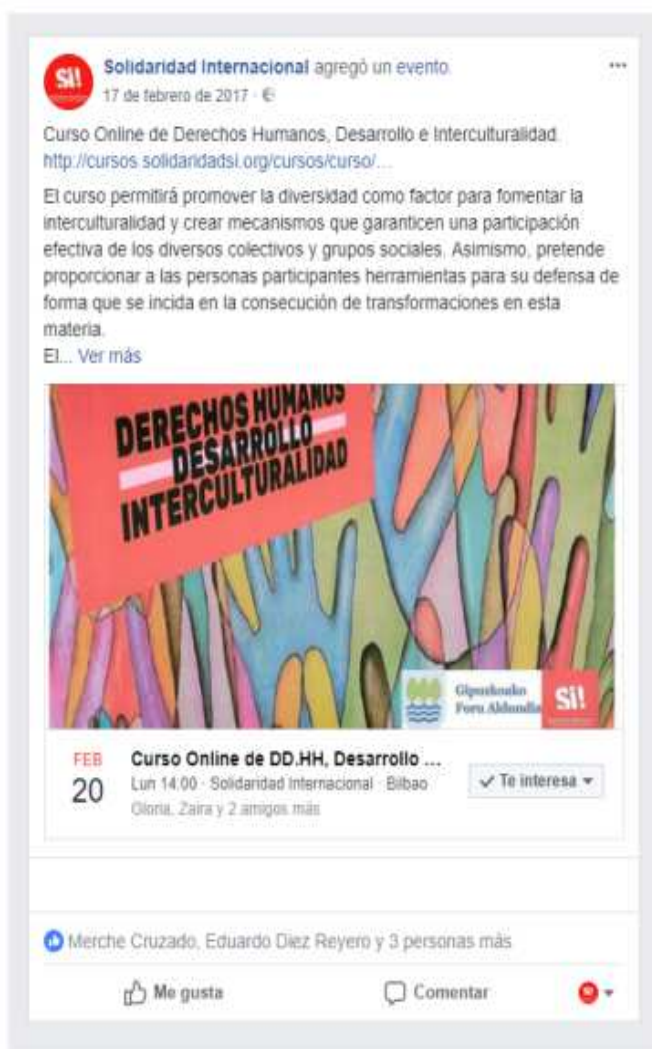 Solidaridad Internacional agregó un evento.
17 de febrero de 2017 ·
Curso Online de Derechos Humanos, Desarrollo e Interculturalidad.
http://cursos.solidaridadsi.org/cursos/curso/…
El curso permitirá promover la diversidad como factor para fomentar la
interculturalidad y crear mecanismos que garanticen una participación
efectiva de los diversos colectivos y grupos sociales. Asimismo, pretende
proporcionar a las personas participantes herramientas para su defensa de
forma que se incida en la consecución de transformaciones en esta
materia.
El... Ver más
DERECHOS HUMANOS
DESARROLLO
INTERCULTURALIDAD
Gipuzkoako
Foru Aldundia
Si!
FEB
20
Curso Online de DD.HH, Desarrollo ...
Lun 14:00 · Solidaridad Internacional · Bilbao
Gloria, Zaira y 2 amigos más
Te interesa
Merche Cruzado, Eduardo Diez Reyero y 3 personas más
Me gusta
Comentar